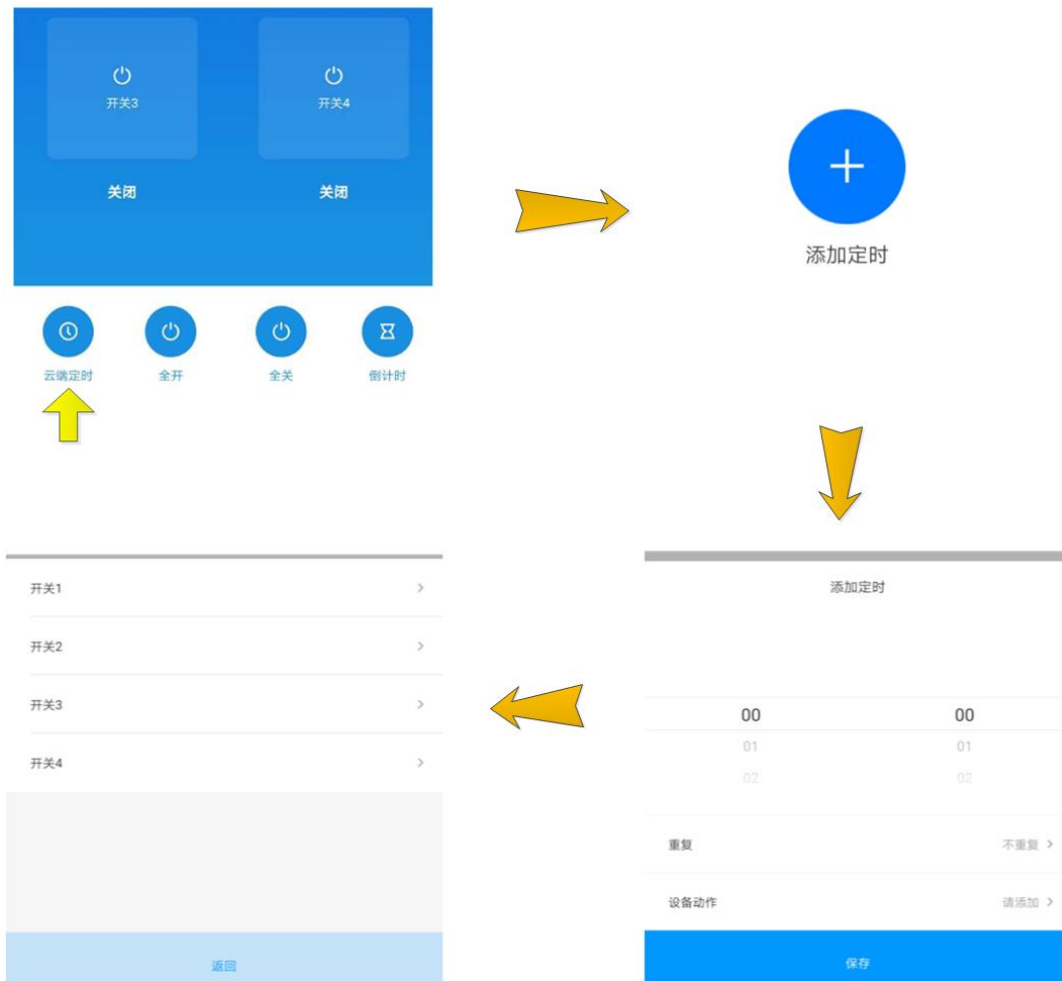 开关3 开关4
关闭 关闭
云端定时 全开 全关 倒计时
添加定时
添加定时
00 00
01 01
02 02
重复 不重复
设备动作 请添加
保存
开关1
开关2
开关3
开关4
返回